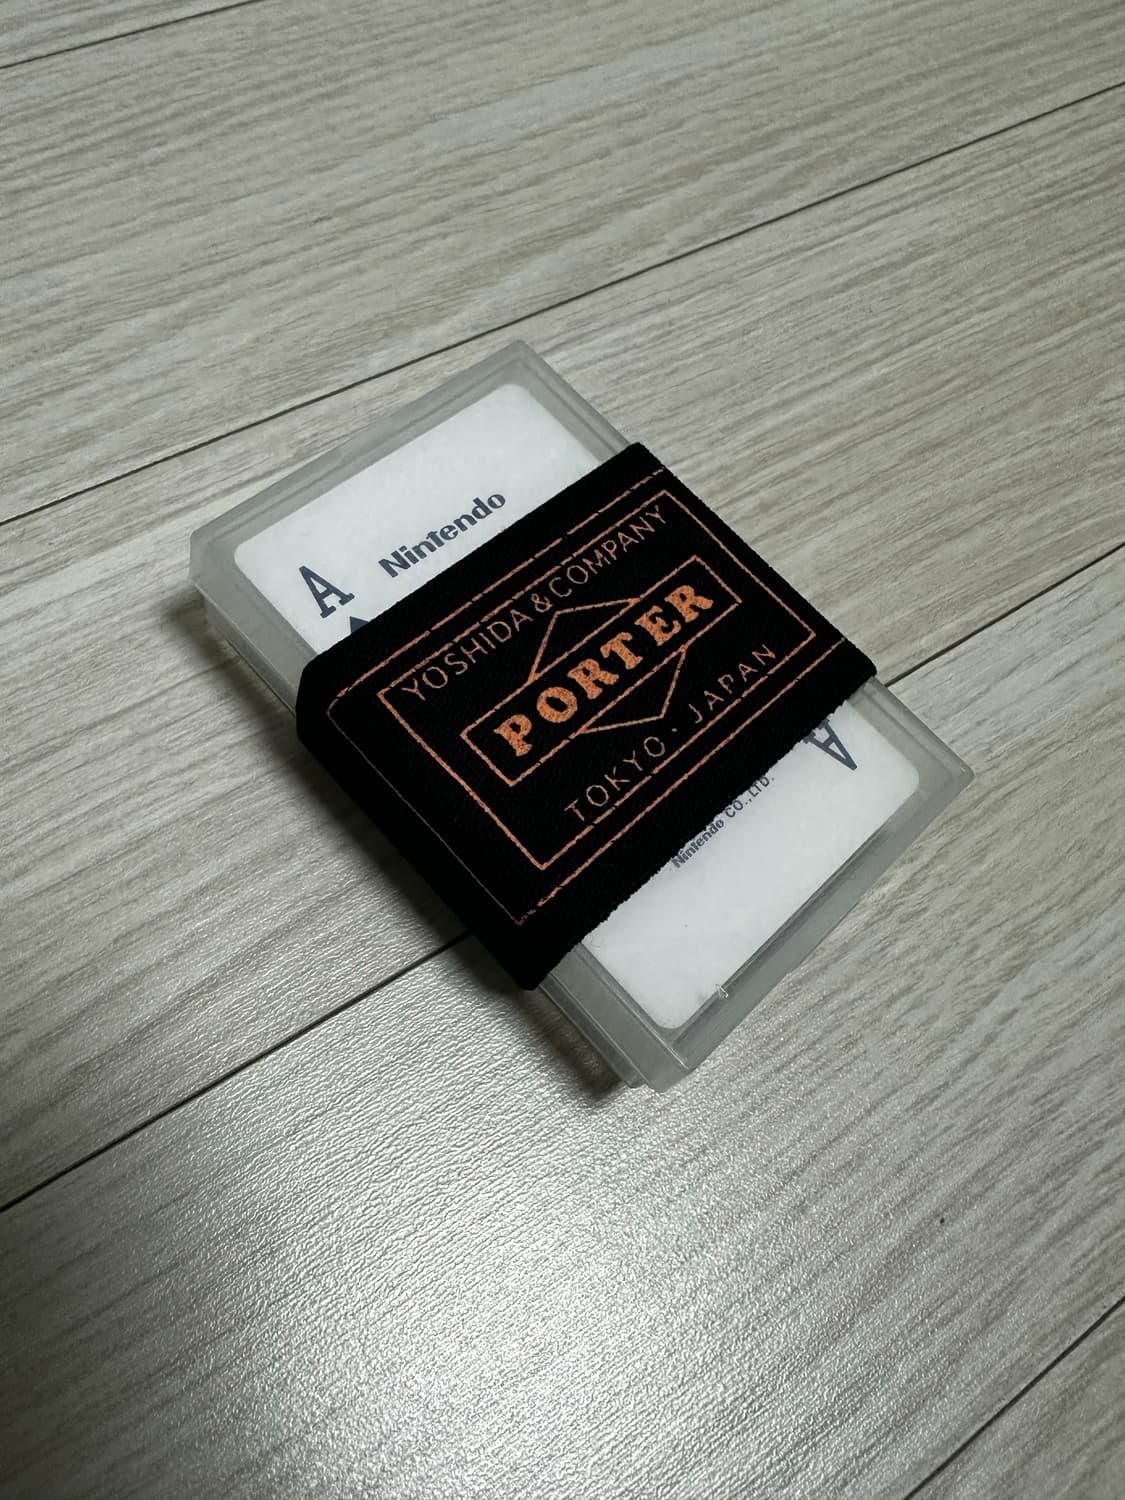 Nintendo
A
YOSHIDA & COMPANY
PORTER
TOKYO・JAPAN
A
Nintendo CO., LTD.